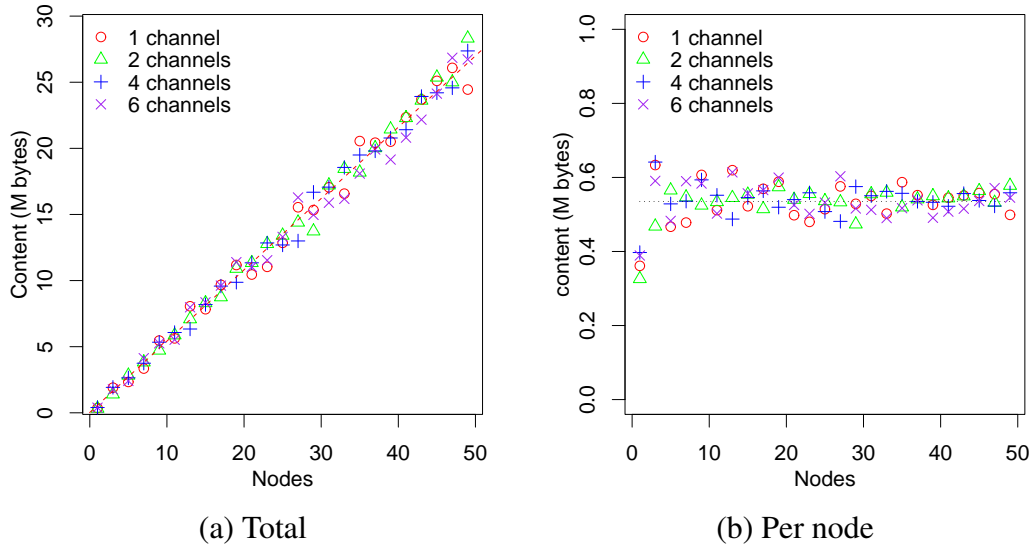 1 channel
2 channels
4 channels
6 channels
Content (M bytes)
30
25
20
15
10
5
0
0 10 20 30 40 50
Nodes
(a) Total
1 channel
2 channels
4 channels
6 channels
content (M bytes)
1.0
0.8
0.6
0.4
0.2
0.0
0 10 20 30 40 50
Nodes
(b) Per node